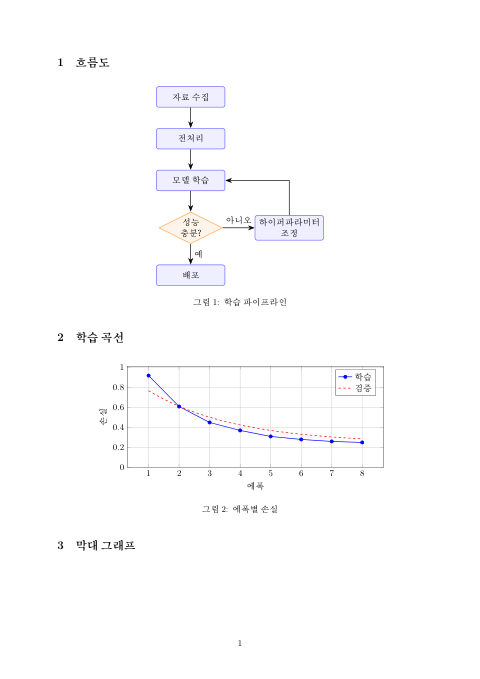 1 흐름도
자료 수집
전처리
모델 학습
성능
충분?
아니오
하이퍼파라미터
조정
예
배포
그림 1: 학습 파이프라인
2 학습 곡선
1
0.8
0.6
0.4
0.2
0
손실
학습
검증
1 2 3 4 5 6 7 8
에폭
그림 2: 에폭별 손실
3 막대 그래프
1